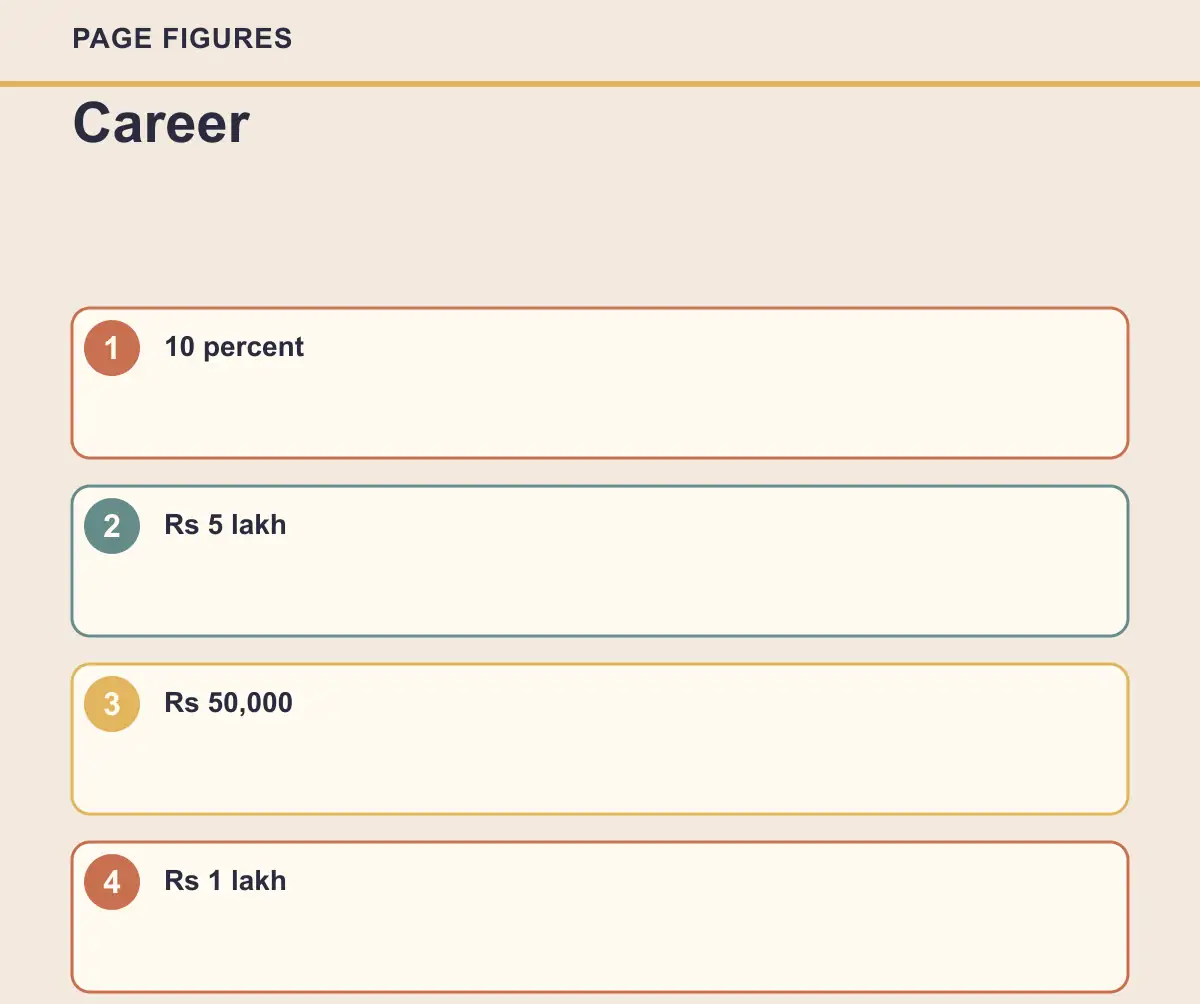 PAGE FIGURES
Career
1 10 percent
2 Rs 5 lakh
3 Rs 50,000
4 Rs 1 lakh